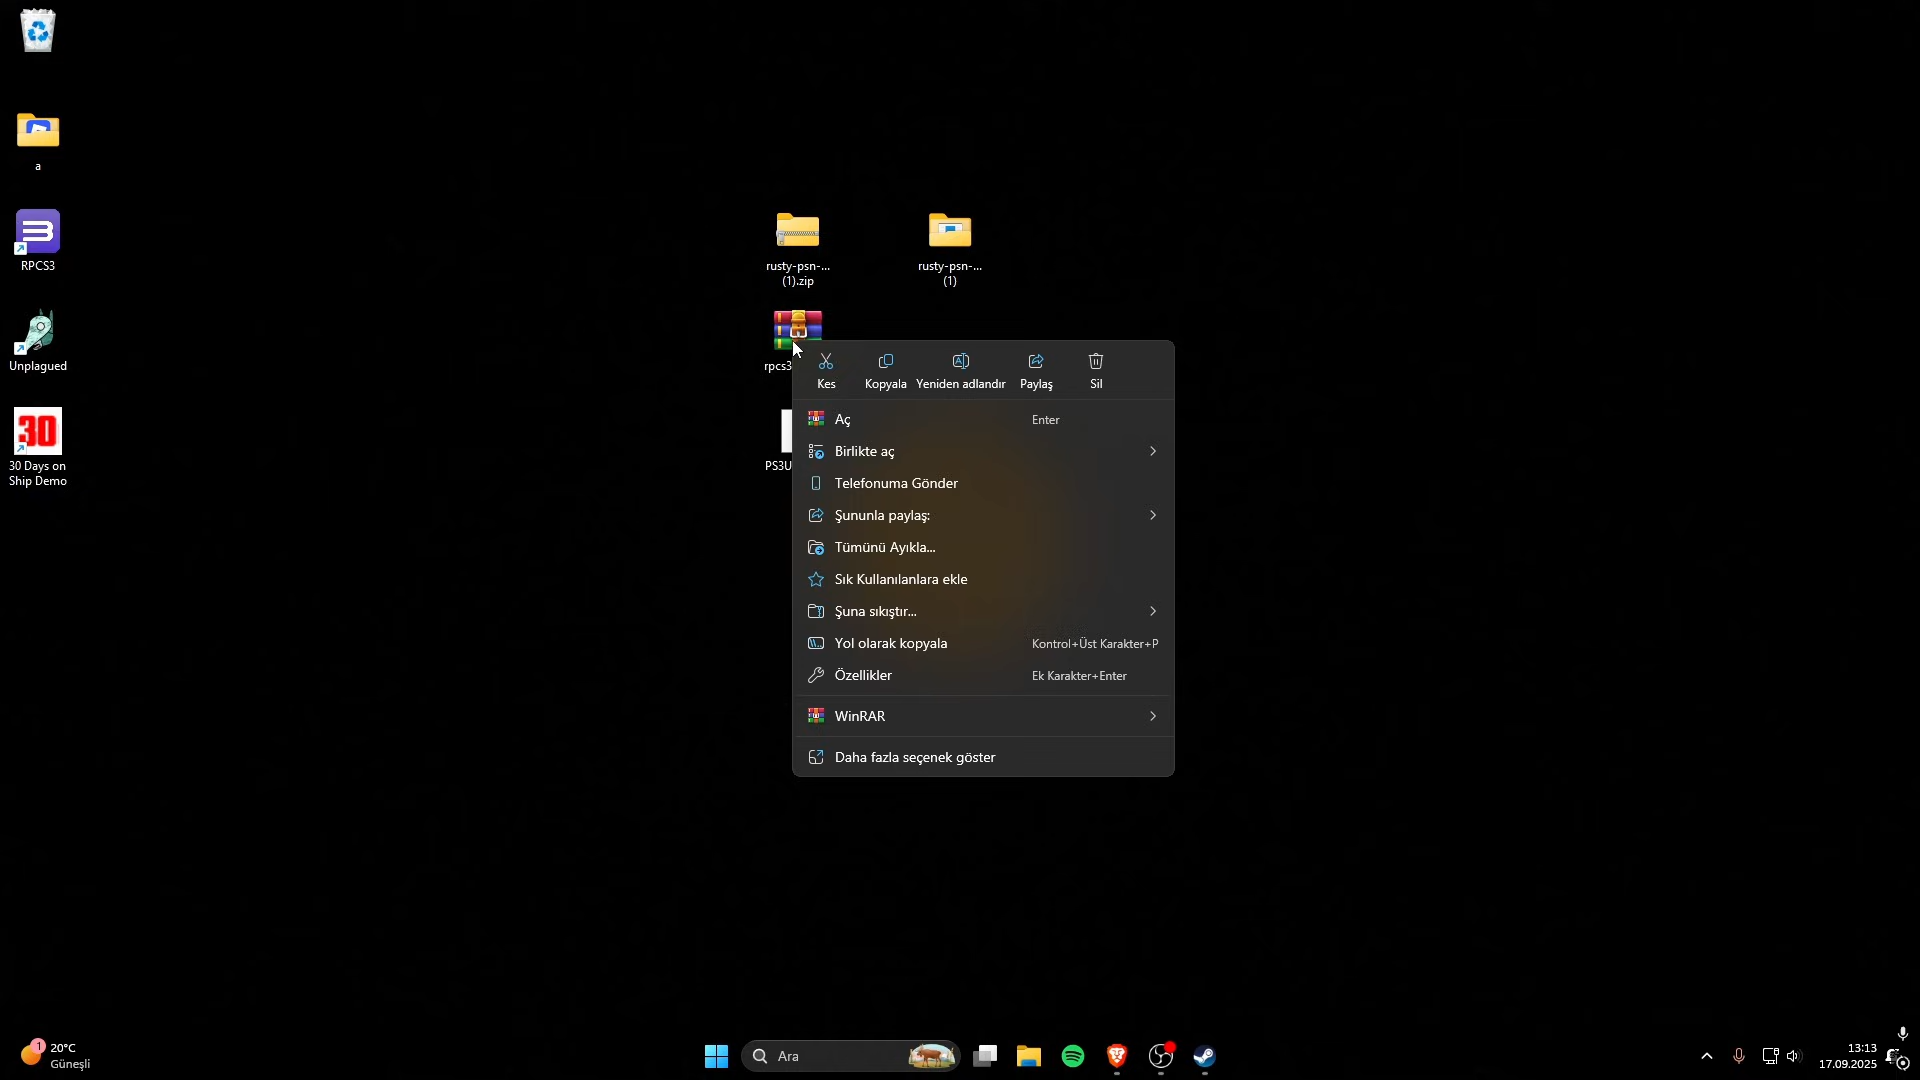 a
RPCS3
Unplagued
30 Days on
Ship Demo
rusty-psn-...
(1).zip
rusty-psn-...
(1)
rpcs3
PS3U
Kes
Kopyala
Yeniden adlandır
Paylaş
Sil
Aç Enter
Birlikte aç
Telefonuma Gönder
Şununla paylaş:
Tümünü Ayıkla...
Sık Kullanılanlara ekle
Şuna sıkıştır...
Yol olarak kopyala Kontrol+Üst Karakter+P
Özellikler Ek Karakter+Enter
WinRAR
Daha fazla seçenek göster
1
20°C
Güneşli
Ara
13:13
17.09.2025
30